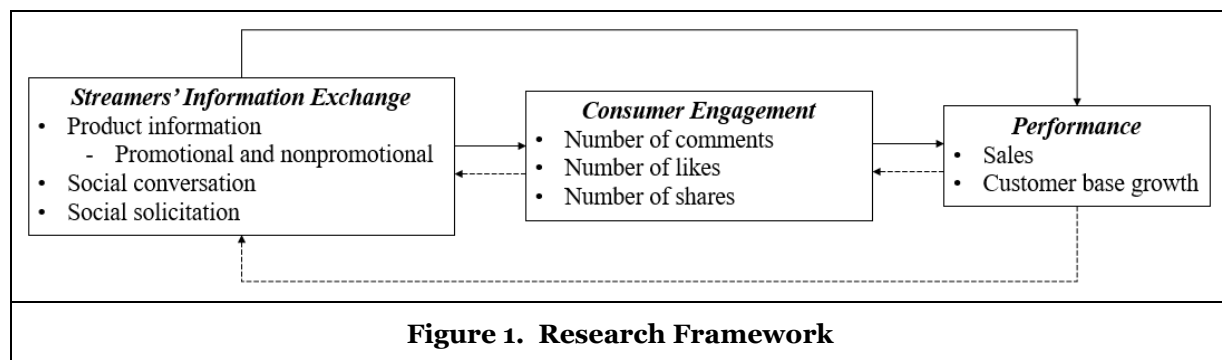 Streamers' Information Exchange
• Product information
- Promotional and nonpromotional
• Social conversation
• Social solicitation
Consumer Engagement
• Number of comments
• Number of likes
• Number of shares
Performance
• Sales
• Customer base growth
Figure 1. Research Framework